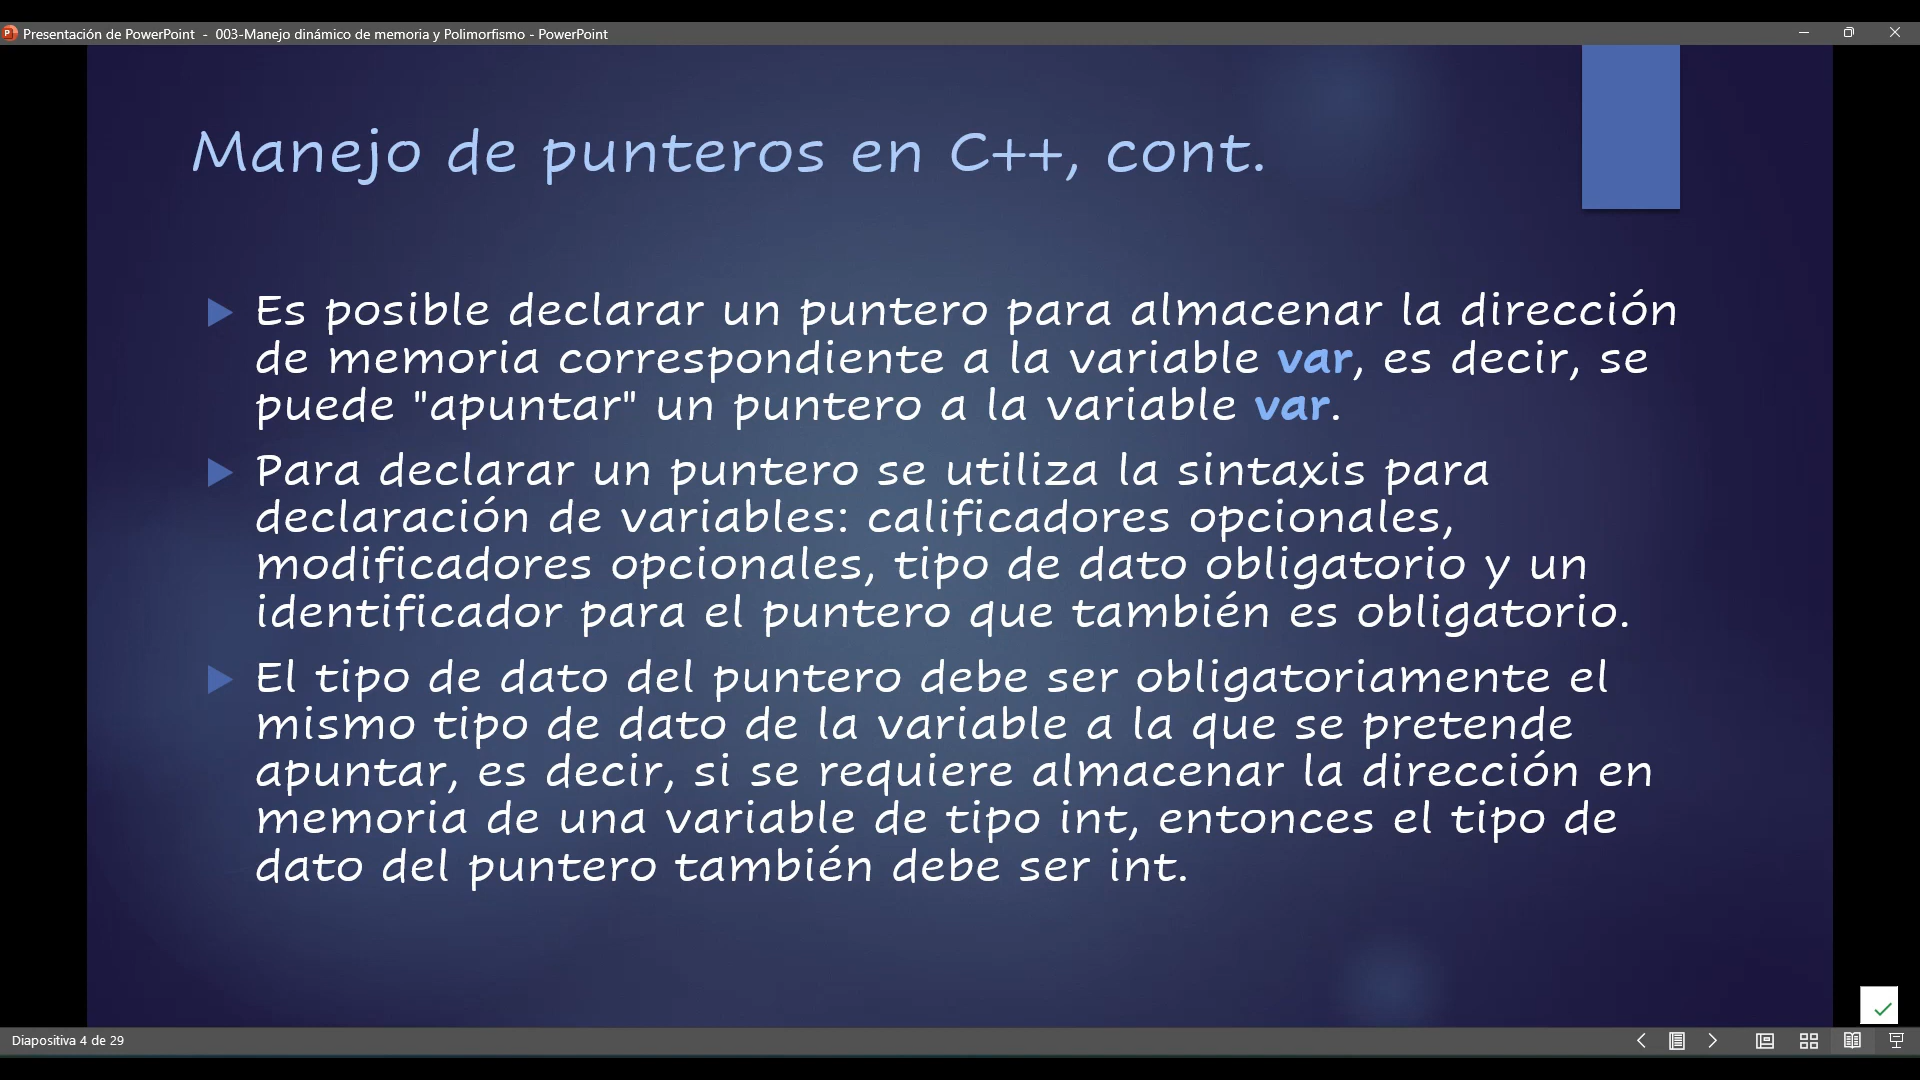 Presentación de PowerPoint - 003-Manejo dinámico de memoria y Polimorfismo - PowerPoint
Manejo de punteros en C++, cont.
Es posible declarar un puntero para almacenar la dirección
de memoria correspondiente a la variable var, es decir, se
puede "apuntar" un puntero a la variable var.
Para declarar un puntero se utiliza la sintaxis para
declaración de variables: calificadores opcionales,
modificadores opcionales, tipo de dato obligatorio y un
identificador para el puntero que también es obligatorio.
El tipo de dato del puntero debe ser obligatoriamente el
mismo tipo de dato de la variable a la que se pretende
apuntar, es decir, si se requiere almacenar la dirección en
memoria de una variable de tipo int, entonces el tipo de
dato del puntero también debe ser int.
Diapositiva 4 de 29